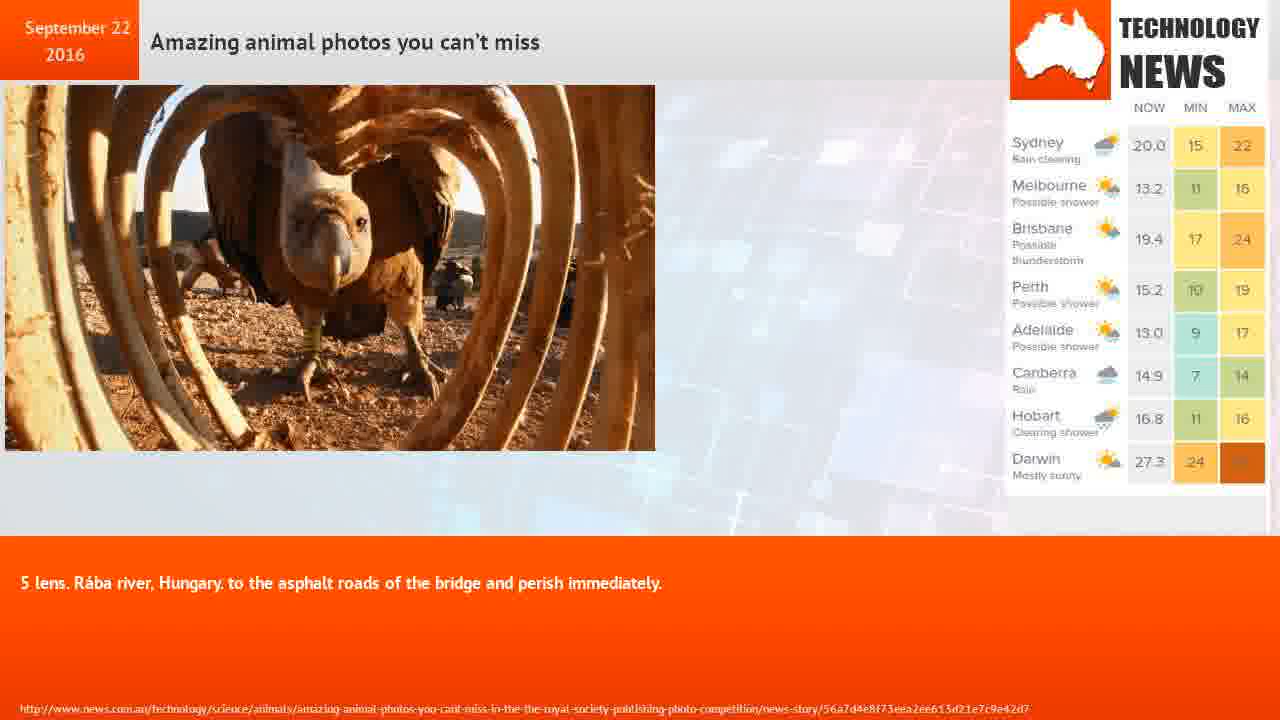 September 22
2016
Amazing animal photos you can't miss
TECHNOLOGY
NEWS
NOW MIN MAX
Sydney 20.0 15 22
Rain clearing
Melbourne 13.2 11 16
Possible shower
Brisbane 19.4 17 24
Possible
thunderstorm
Perth 15.2 10 19
Possible shower
Adelaide 13.0 9 17
Possible shower
Canberra 14.9 7 14
Rain
Hobart 16.8 11 16
Clearing shower
Darwin 27.3 24
Mostly sunny
5 lens. Rába river, Hungary. to the asphalt roads of the bridge and perish immediately.
http://www.news.com.au/technology/science/animals/amazing-animal-photos-you-cant-miss-in-the-the-royal-society-publishing-photo-competition/news-story/56a7d4e8f73eea2ee613d21e7c9e42d7